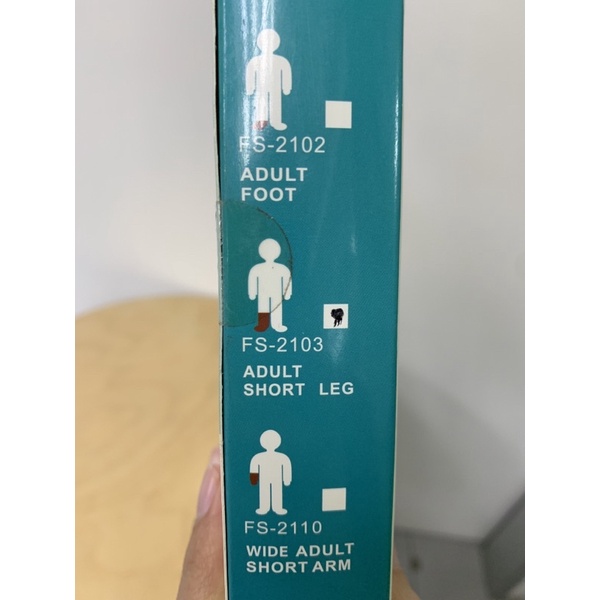 FS-2102
ADULT
FOOT
FS-2103
ADULT
SHORT LEG
FS-2110
WIDE ADULT
SHORT ARM